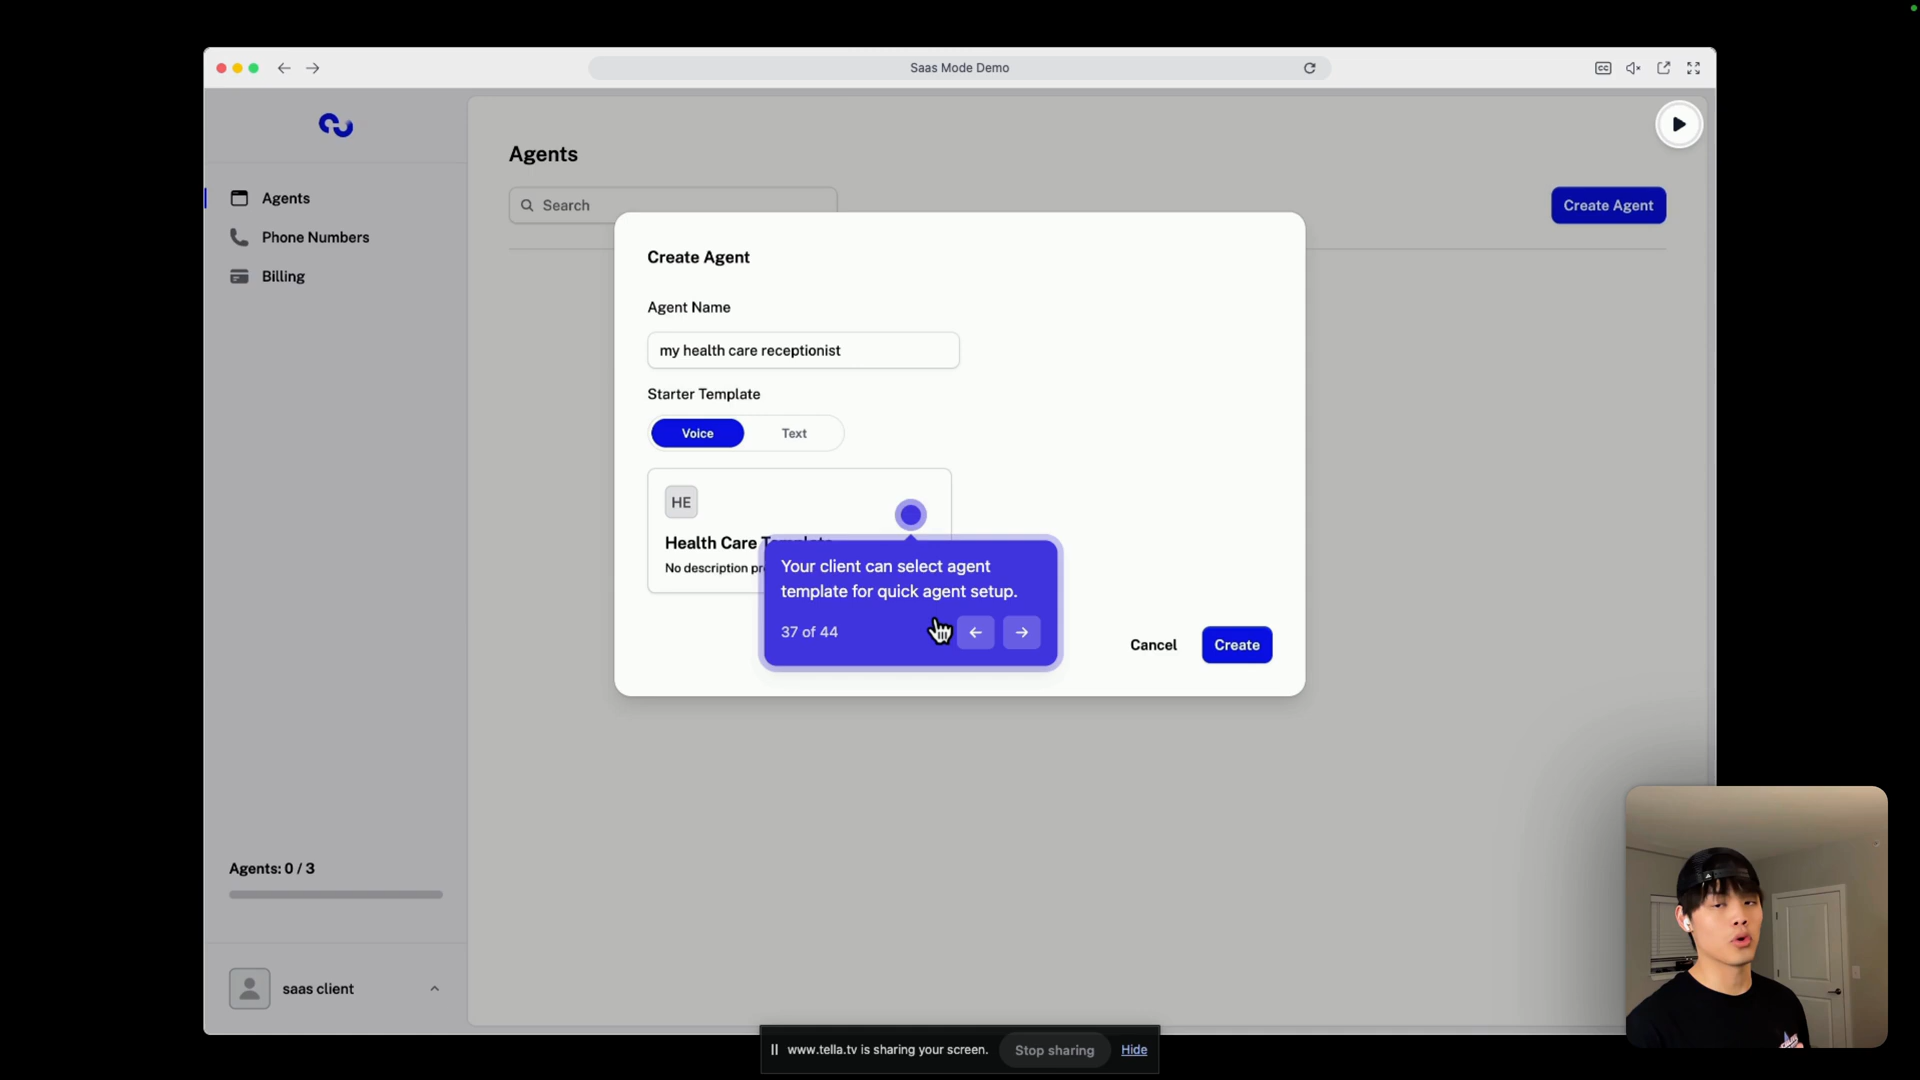 Saas Mode Demo
CC
Agents
Phone Numbers
Billing
Agents
Search
Create Agent
Create Agent
Agent Name
my health care receptionist
Starter Template
Voice
Text
HE
Health Care Template
No description pr
Your client can select agent
template for quick agent setup.
37 of 44
Cancel
Create
Agents: 0 / 3
saas client
www.tella.tv is sharing your screen.
Stop sharing
Hide